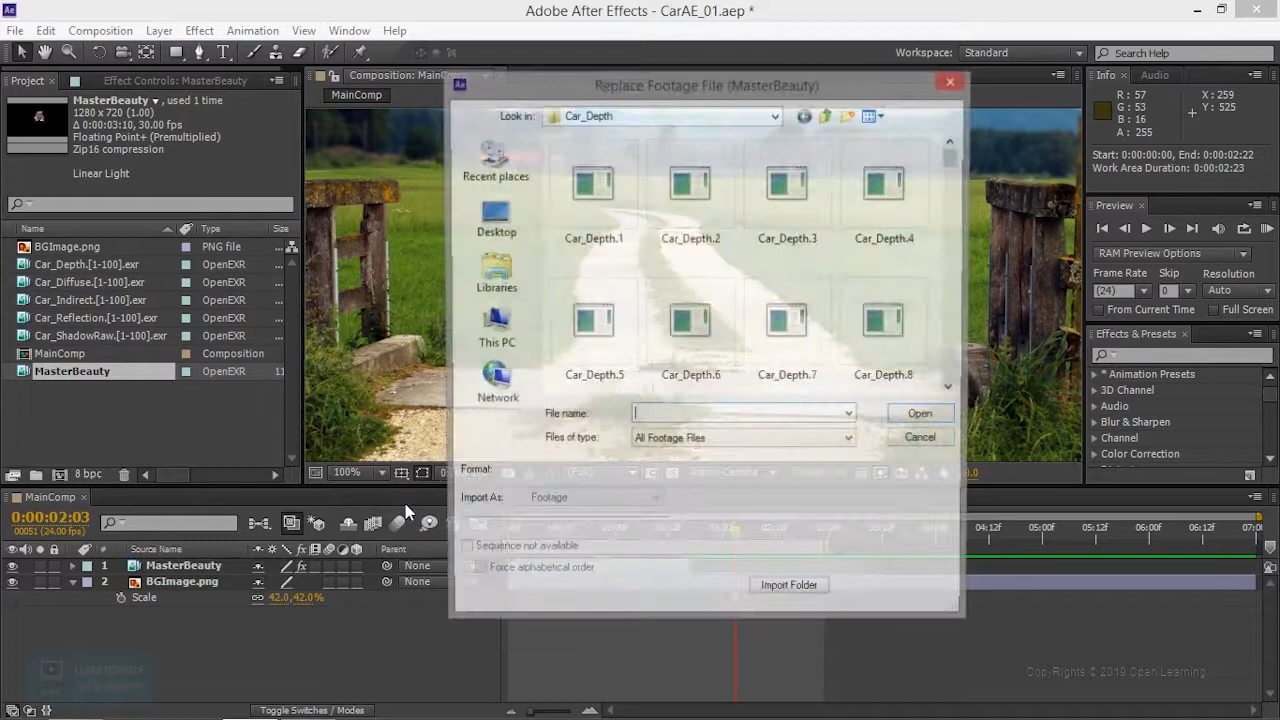 Adobe After Effects - CarAE_01.aep *
File Edit Composition Layer Effect Animation View Window Help
Workspace: Standard
Search Help
Project Effect Controls: MasterBeauty
MasterBeauty , used 1 time
1280 x 720 (1.00)
Δ 0:00:03:10, 30.00 fps
Floating Point+ (Premultiplied)
Zip16 compression
Linear Light
Name Type Size
BGImage.png PNG file ...
Car_Depth.[1-100].exr OpenEXR ...
Car_Diffuse.[1-100].exr OpenEXR ...
Car_Indirect.[1-100].exr OpenEXR ...
Car_Reflection.[1-100].exr OpenEXR ...
Car_ShadowRaw.[1-100].exr OpenEXR ...
MainComp Composition
MasterBeauty OpenEXR 11
8 bpc
Composition: MainComp
MainComp
100%
(Full)
Active Camera
Replace Footage File (MasterBeauty)
Look in: Car_Depth
Recent places
Desktop
Libraries
This PC
Network
Car_Depth.1 Car_Depth.2 Car_Depth.3 Car_Depth.4
Car_Depth.5 Car_Depth.6 Car_Depth.7 Car_Depth.8
File name: Open
Files of type: All Footage Files Cancel
Format:
Import As: Footage
Sequence not available
Force alphabetical order
Import Folder
Info Audio
R : 57
G : 53
B : 16
A : 255
X : 259
Y : 525
Start: 0:00:00:00, End: 0:00:02:22
Work Area Duration: 0:00:02:23
Preview
RAM Preview Options
Frame Rate Skip Resolution
(24) 0 Auto
From Current Time Full Screen
Effects & Presets
* Animation Presets
3D Channel
Audio
Blur & Sharpen
Channel
Color Correction
MainComp
0:00:02:03
00051 (24.00 fps)
# Source Name Parent
1 MasterBeauty None
2 BGImage.png None
Scale 42.0,42.0%
04:12f 05:00f 05:12f 06:00f 06:12f 07:0
Toggle Switches / Modes
CopyRights © 2019 Open Learning